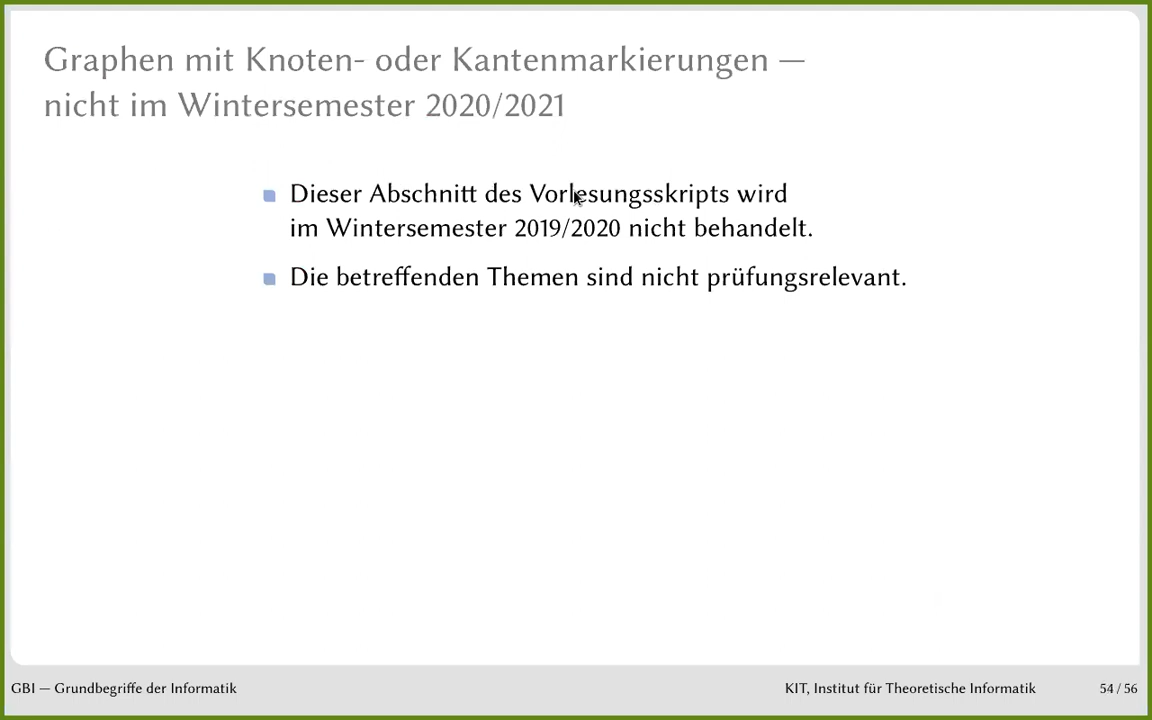 Graphen mit Knoten- oder Kantenmarkierungen —
nicht im Wintersemester 2020/2021
Dieser Abschnitt des Vorlesungsskripts wird
im Wintersemester 2019/2020 nicht behandelt.
Die betreffenden Themen sind nicht prüfungsrelevant.
GBI — Grundbegriffe der Informatik
KIT, Institut für Theoretische Informatik
54 / 56